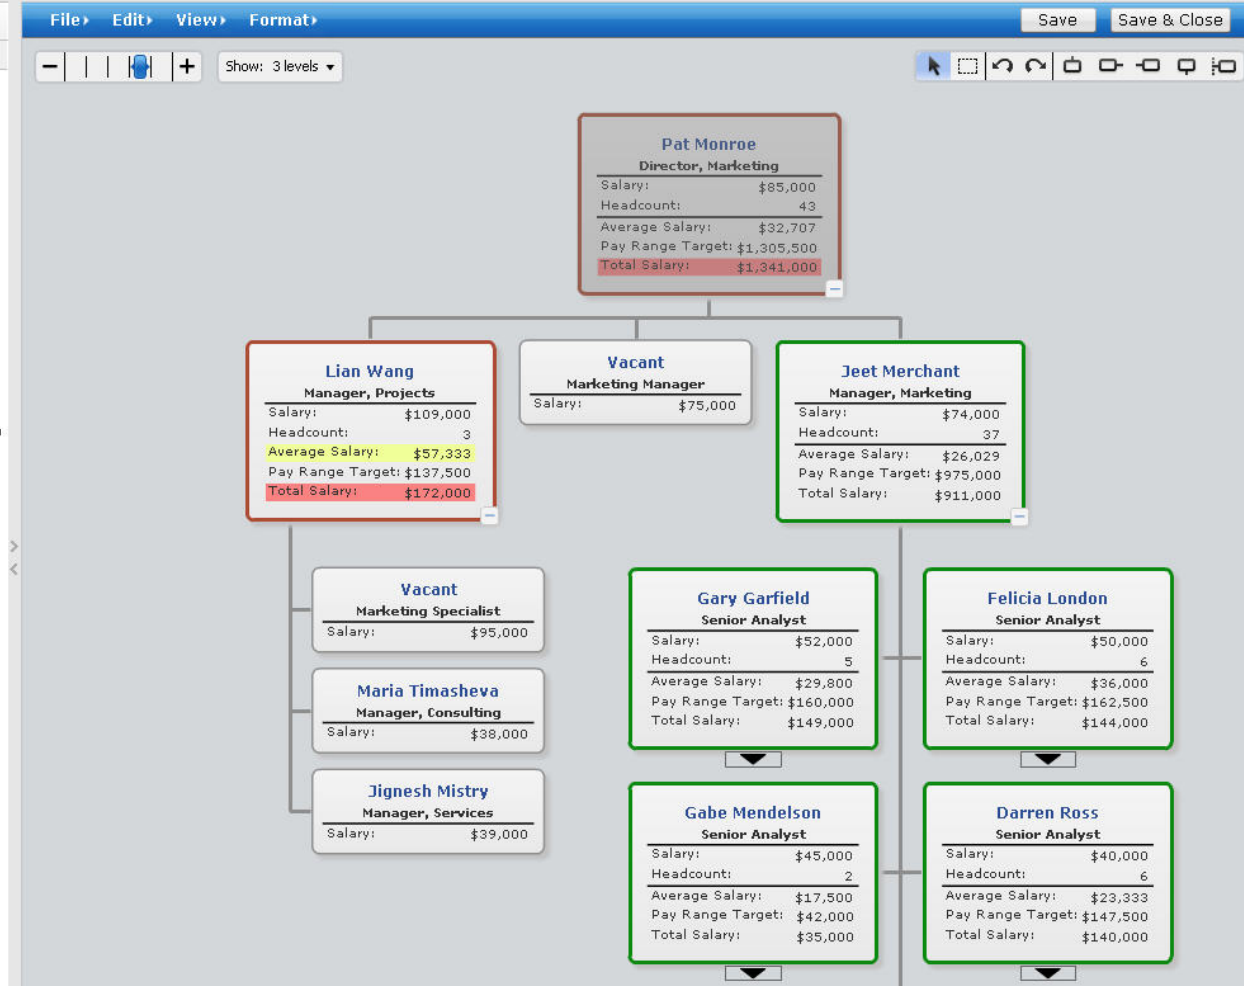 File Edit View Format Save Save & Close
Show: 3 levels
Pat Monroe
Director, Marketing
Salary: $85,000
Headcount: 43
Average Salary: $32,707
Pay Range Target: $1,305,500
Total Salary: $1,341,000
Lian Wang
Manager, Projects
Salary: $109,000
Headcount: 3
Average Salary: $57,333
Pay Range Target: $137,500
Total Salary: $172,000
Vacant
Marketing Manager
Salary: $75,000
Jeet Merchant
Manager, Marketing
Salary: $74,000
Headcount: 37
Average Salary: $26,029
Pay Range Target: $975,000
Total Salary: $911,000
Vacant
Marketing Specialist
Salary: $95,000
Maria Timasheva
Manager, Consulting
Salary: $38,000
Jignesh Mistry
Manager, Services
Salary: $39,000
Gary Garfield
Senior Analyst
Salary: $52,000
Headcount: 5
Average Salary: $29,800
Pay Range Target: $160,000
Total Salary: $149,000
Felicia London
Senior Analyst
Salary: $50,000
Headcount: 6
Average Salary: $36,000
Pay Range Target: $162,500
Total Salary: $144,000
Gabe Mendelson
Senior Analyst
Salary: $45,000
Headcount: 2
Average Salary: $17,500
Pay Range Target: $42,000
Total Salary: $35,000
Darren Ross
Senior Analyst
Salary: $40,000
Headcount: 6
Average Salary: $23,333
Pay Range Target: $147,500
Total Salary: $140,000